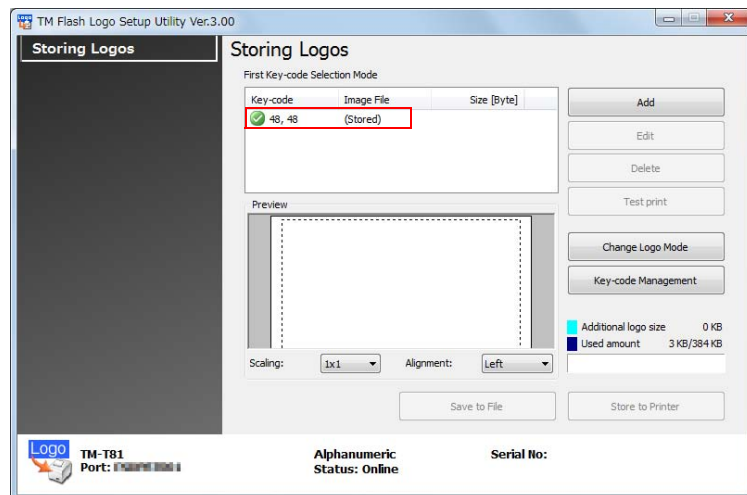 TM Flash Logo Setup Utility Ver.3.00
Storing Logos
Storing Logos
First Key-code Selection Mode
Key-code Image File Size [Byte]
48, 48 (Stored)
Add
Edit
Delete
Test print
Preview
Change Logo Mode
Key-code Management
Additional logo size 0 KB
Used amount 3 KB/384 KB
Scaling: 1x1 Alignment: Left
Save to File Store to Printer
Logo
TM-T81 Alphanumeric Serial No:
Port: Status: Online